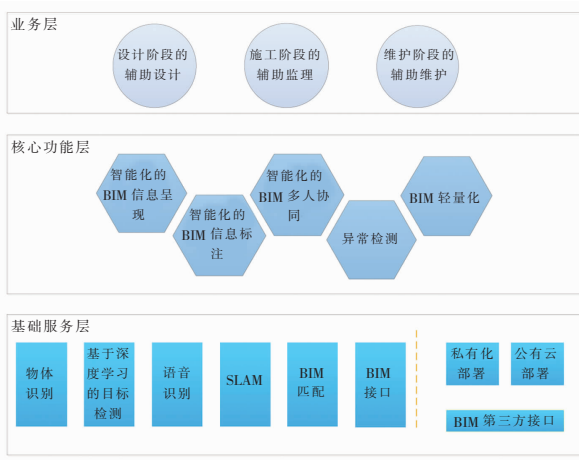 业务层
设计阶段的
辅助设计
施工阶段的
辅助监理
维护阶段的
辅助维护
核心功能层
智能化的
BIM 信息呈
现
智能化的
BIM 信息标
注
智能化的
BIM 多人协
同
异常检测
BIM 轻量化
基础服务层
物体
识别
基于深
度学习
的目标
检测
语音
识别
SLAM
BIM
匹配
BIM
接口
私有化
部署
公有云
部署
BIM 第三方接口